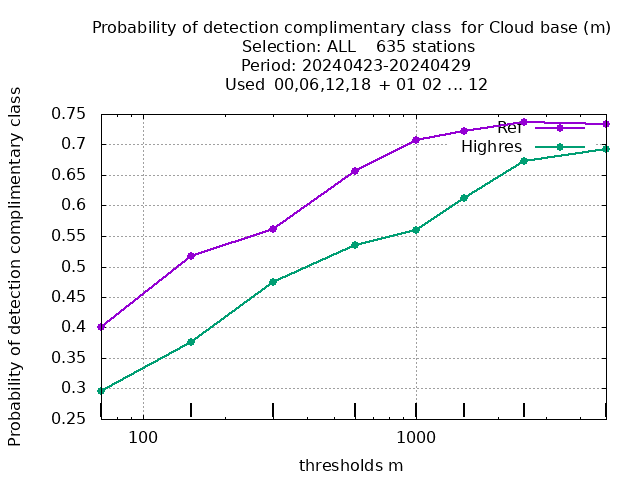 Probability of detection complimentary class  for Cloud base (m)
Selection: ALL    635 stations
Period: 20240423-20240429
Used  00,06,12,18 + 01 02 ... 12
Probability of detection complimentary class
0.75
0.7
0.65
0.6
0.55
0.5
0.45
0.4
0.35
0.3
0.25
Ref
Highres
100
1000
thresholds m